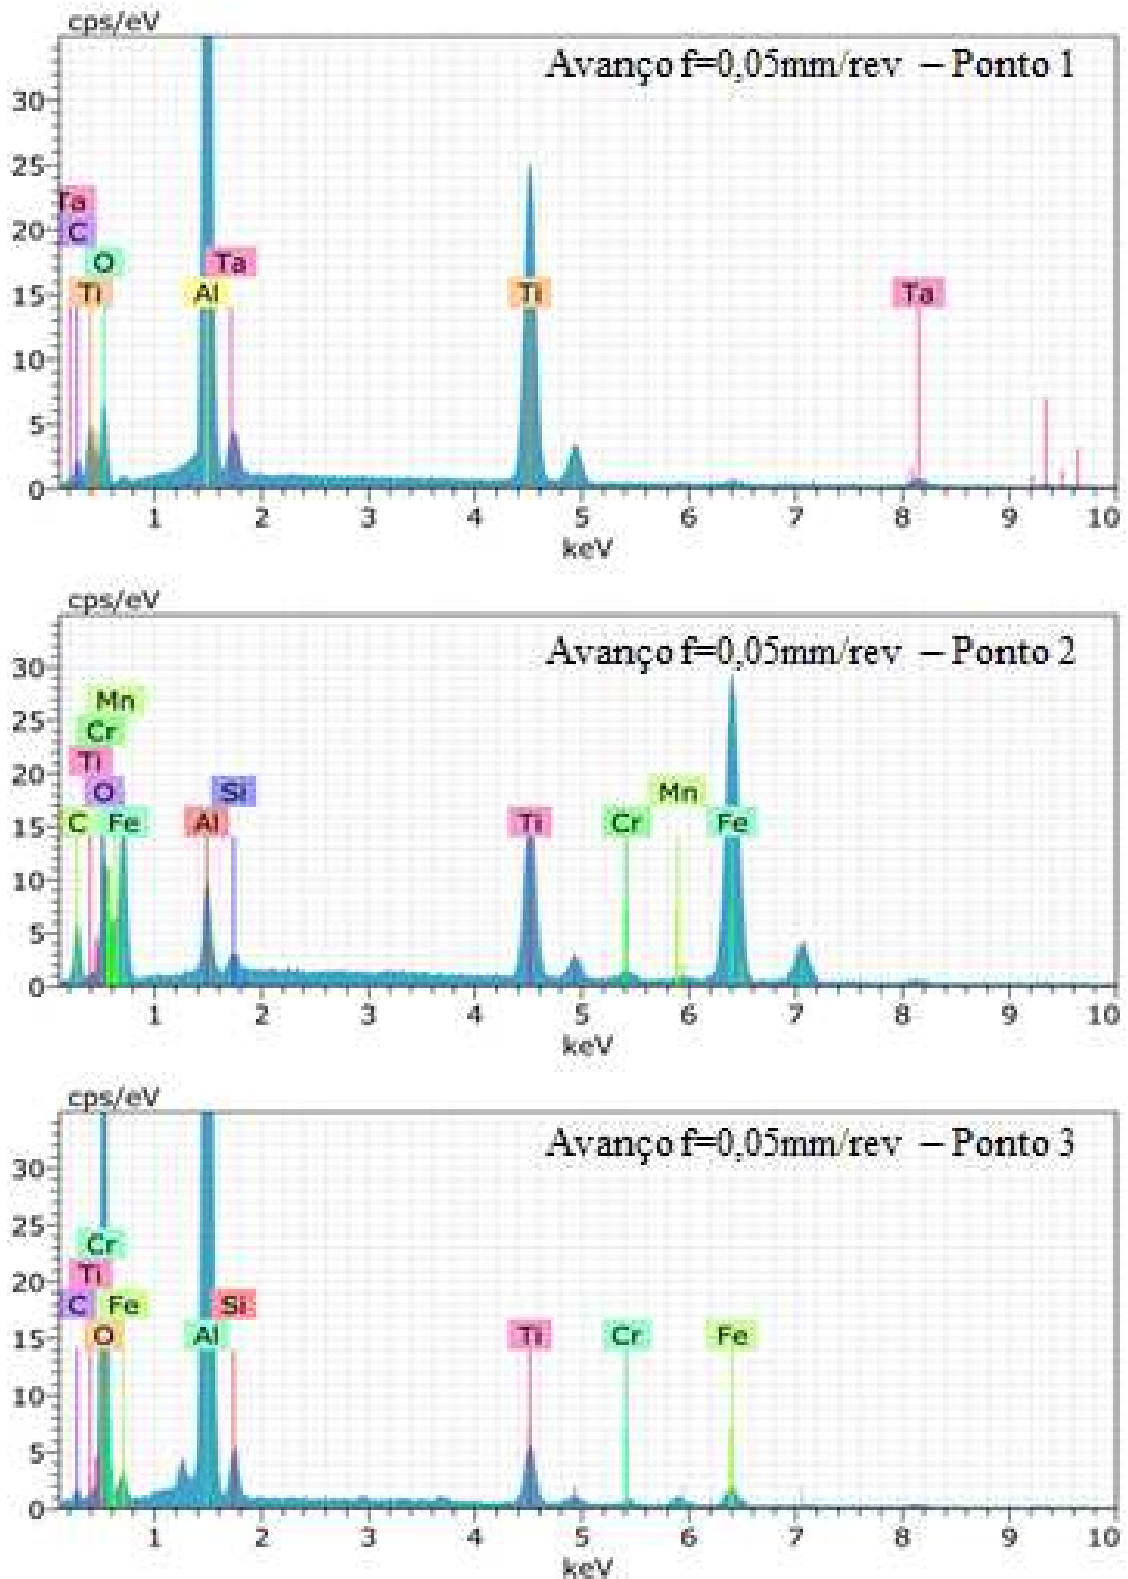 cps/eV
Avanço f=0,05mm/rev – Ponto 1
30
25
Ta
20
C
O
Ta
15
Ti
Al
Ti
Ta
10
5
0
1 2 3 4 5 6 7 8 9 10
keV
cps/eV
Avanço f=0,05mm/rev – Ponto 2
30
Mn
25
Cr
Ti
20
O
Si
Mn
15
C
Fe
Al
Ti
Cr
Fe
10
5
0
1 2 3 4 5 6 7 8 9 10
keV
cps/eV
Avanço f=0,05mm/rev – Ponto 3
30
25
Cr
20
Ti
C
Fe
Si
15
O
Al
Ti
Cr
Fe
10
5
0
1 2 3 4 5 6 7 8 9 10
keV